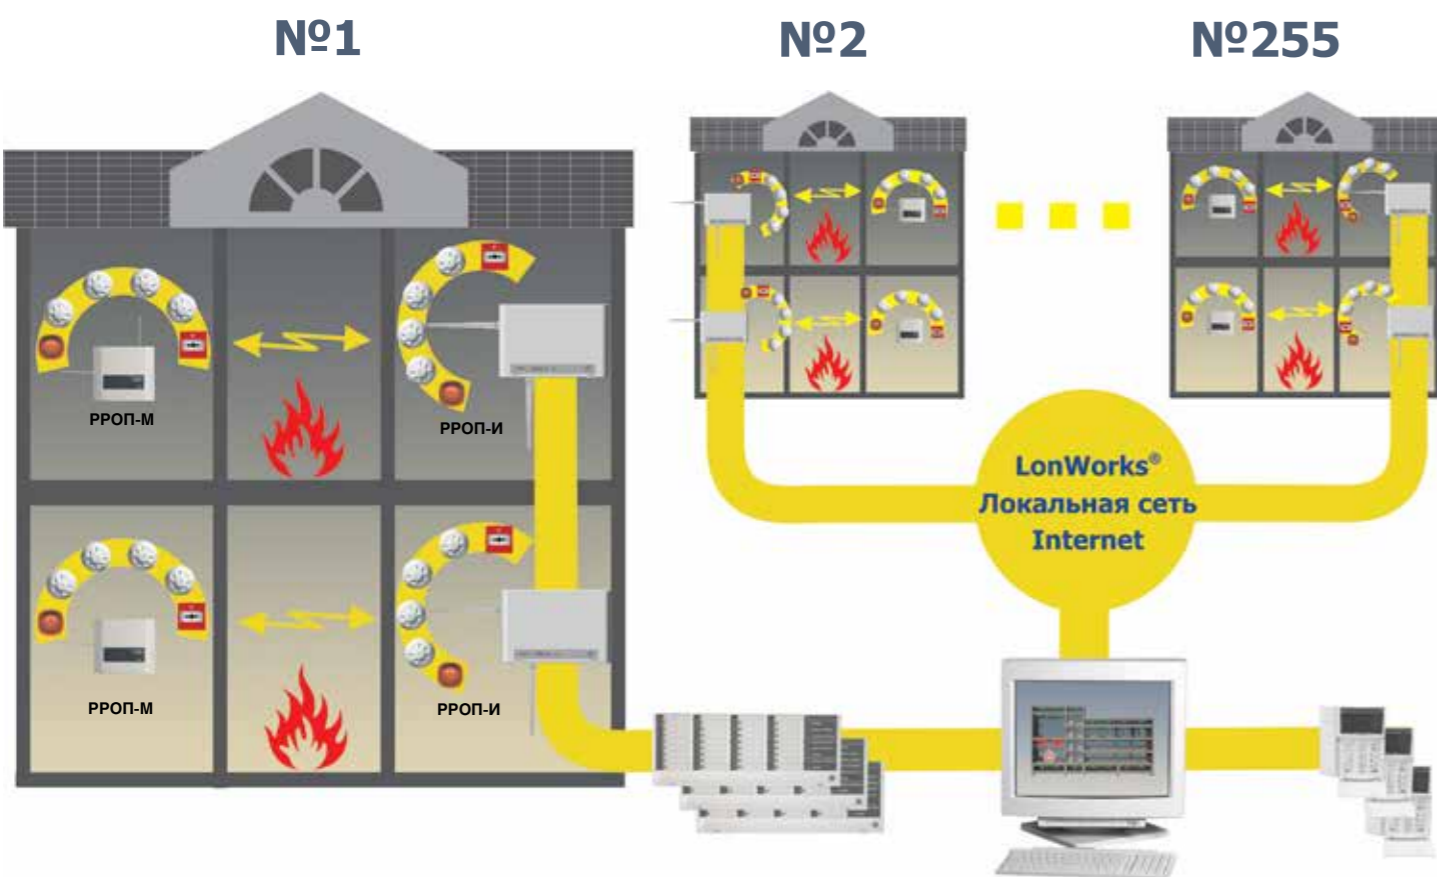 №1
№2
№255
РРОП-М
РРОП-И
LonWorks®
Локальная сеть
Internet
РРОП-М
РРОП-И